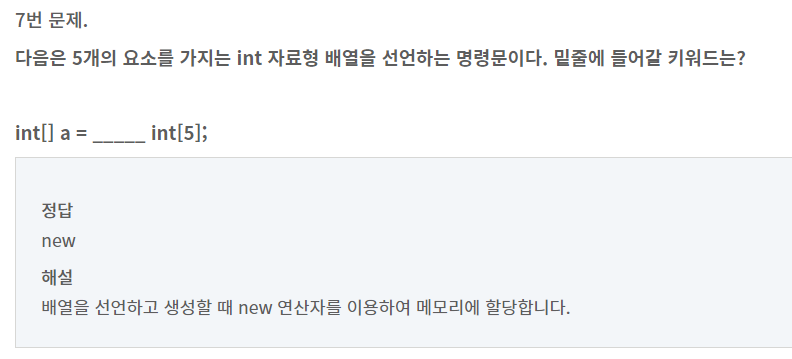 7번 문제.
다음은 5개의 요소를 가지는 int 자료형 배열을 선언하는 명령문이다. 밑줄에 들어갈 키워드는?
int[] a = _____ int[5];
정답
new
해설
배열을 선언하고 생성할 때 new 연산자를 이용하여 메모리에 할당합니다.